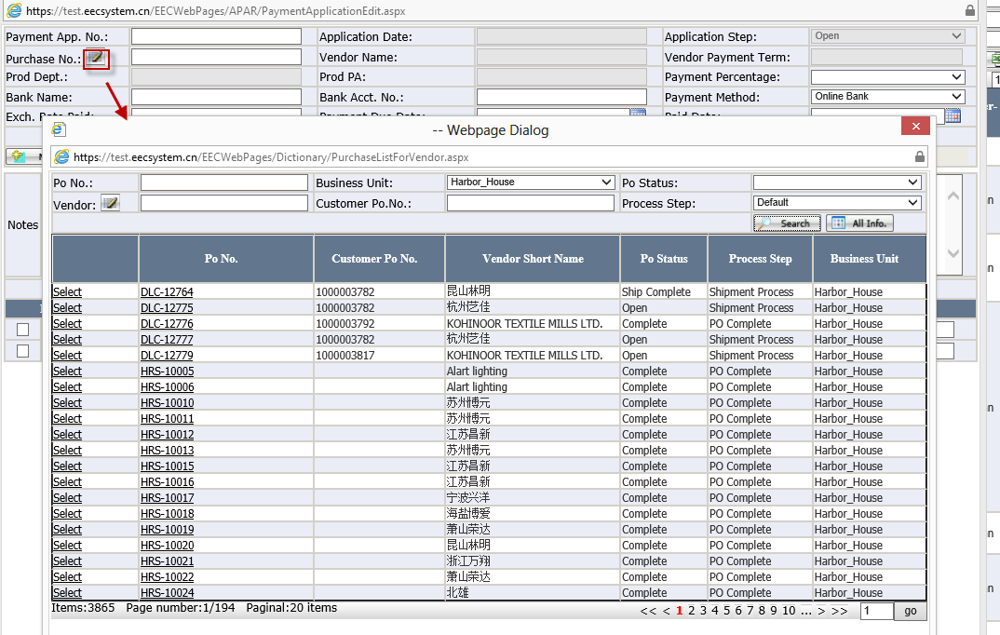 https://test.eecsystem.cn/EECWebPages/APAR/PaymentApplicationEdit.aspx
Payment App. No.: Application Date: Application Step: Open
Purchase No.: Vendor Name: Vendor Payment Term:
Prod Dept.: Prod PA: Payment Percentage:
Bank Name: Bank Acct. No.: Payment Method: Online Bank
Exch. Rate Paid: Payment Due Date: Paid Date:
-- Webpage Dialog
https://test.eecsystem.cn/EECWebPages/Dictionary/PurchaseListForVendor.aspx
Po No.: Business Unit: Harbor_House Po Status:
Vendor: Customer Po.No.: Process Step: Default
Search All Info.
Notes
Po No. Customer Po No. Vendor Short Name Po Status Process Step Business Unit
Select DLC-12764 1000003782 昆山林明 Ship Complete Shipment Process Harbor_House
Select DLC-12775 1000003782 杭州艺佳 Open Shipment Process Harbor_House
Select DLC-12776 1000003792 KOHINOOR TEXTILE MILLS LTD. Complete PO Complete Harbor_House
Select DLC-12777 1000003782 杭州艺佳 Open Shipment Process Harbor_House
Select DLC-12779 1000003817 KOHINOOR TEXTILE MILLS LTD. Open Shipment Process Harbor_House
Select HRS-10005 Alart lighting Complete PO Complete Harbor_House
Select HRS-10006 Alart lighting Complete PO Complete Harbor_House
Select HRS-10010 苏州博元 Complete PO Complete Harbor_House
Select HRS-10011 苏州博元 Complete PO Complete Harbor_House
Select HRS-10012 江苏昌新 Complete PO Complete Harbor_House
Select HRS-10013 苏州博元 Complete PO Complete Harbor_House
Select HRS-10015 江苏昌新 Complete PO Complete Harbor_House
Select HRS-10016 江苏昌新 Complete PO Complete Harbor_House
Select HRS-10017 宁波兴洋 Complete PO Complete Harbor_House
Select HRS-10018 海盐博爱 Complete PO Complete Harbor_House
Select HRS-10019 萧山荣达 Complete PO Complete Harbor_House
Select HRS-10020 昆山林明 Complete PO Complete Harbor_House
Select HRS-10021 浙江万翔 Complete PO Complete Harbor_House
Select HRS-10022 萧山荣达 Complete PO Complete Harbor_House
Select HRS-10024 北雄 Complete PO Complete Harbor_House
Items:3865 Page number:1/194 Paginal:20 items << < 1 2 3 4 5 6 7 8 9 10 ... > >> 1 go